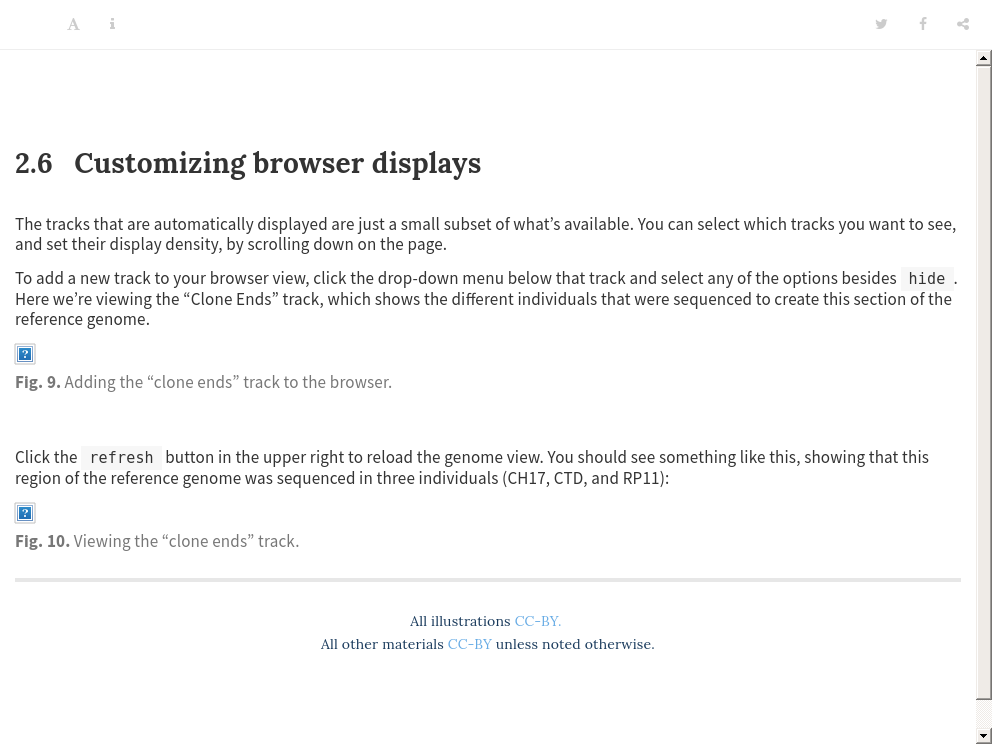 2.6 Customizing browser displays
The tracks that are automatically displayed are just a small subset of what’s available. You can select which tracks you want to see,
and set their display density, by scrolling down on the page.
To add a new track to your browser view, click the drop-down menu below that track and select any of the options besides hide .
Here we’re viewing the “Clone Ends” track, which shows the different individuals that were sequenced to create this section of the
reference genome.
Fig. 9. Adding the “clone ends” track to the browser.
Click the refresh button in the upper right to reload the genome view. You should see something like this, showing that this
region of the reference genome was sequenced in three individuals (CH17, CTD, and RP11):
Fig. 10. Viewing the “clone ends” track.
All illustrations CC-BY.
All other materials CC-BY unless noted otherwise.